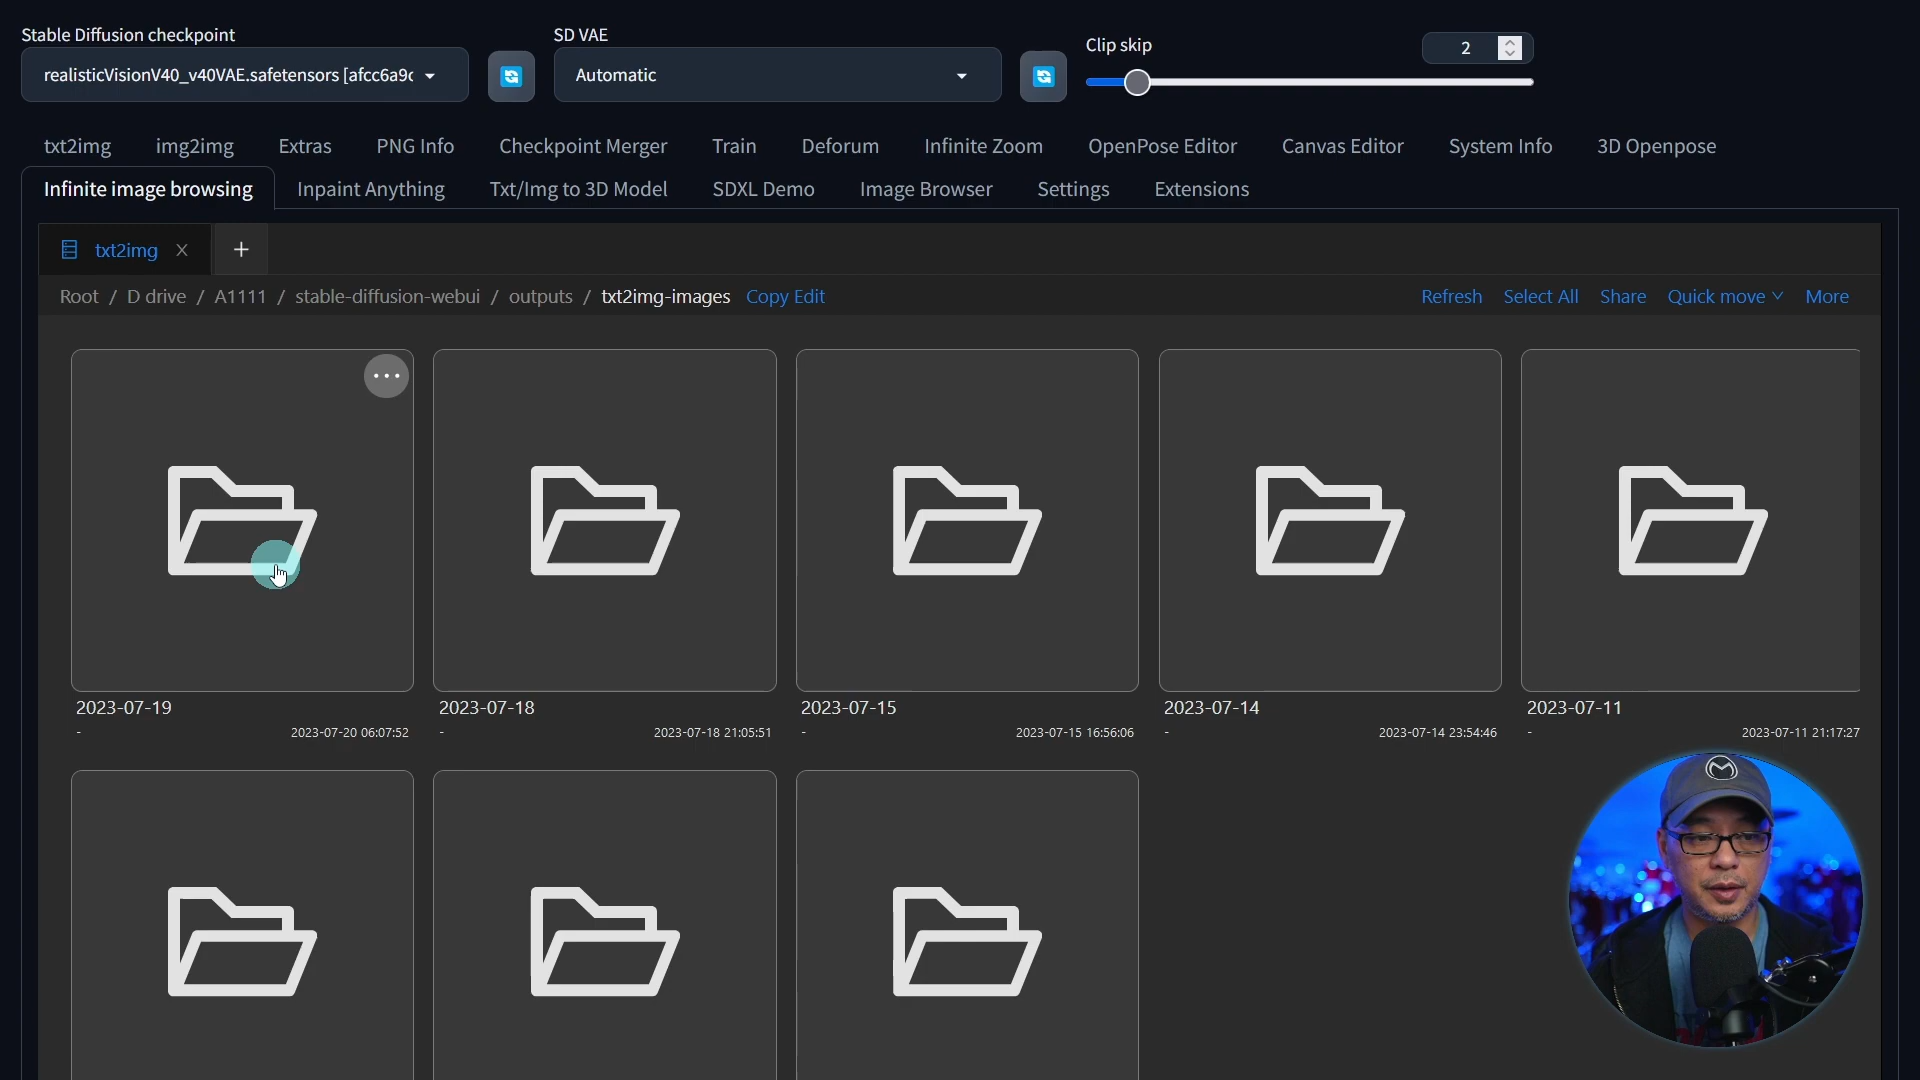 Stable Diffusion checkpoint
SD VAE
Clip skip
2
realisticVisionV40_v40VAE.safetensors [afcc6a9c
Automatic
txt2img img2img Extras PNG Info Checkpoint Merger Train Deforum Infinite Zoom OpenPose Editor Canvas Editor System Info 3D Openpose
Infinite image browsing Inpaint Anything Txt/Img to 3D Model SDXL Demo Image Browser Settings Extensions
txt2img X +
Root / D drive / A1111 / stable-diffusion-webui / outputs / txt2img-images Copy Edit Refresh Select All Share Quick move More
2023-07-19 2023-07-18 2023-07-15 2023-07-14 2023-07-11
- 2023-07-20 06:07:52 - 2023-07-18 21:05:51 - 2023-07-15 16:56:06 - 2023-07-14 23:54:46 - 2023-07-11 21:17:27